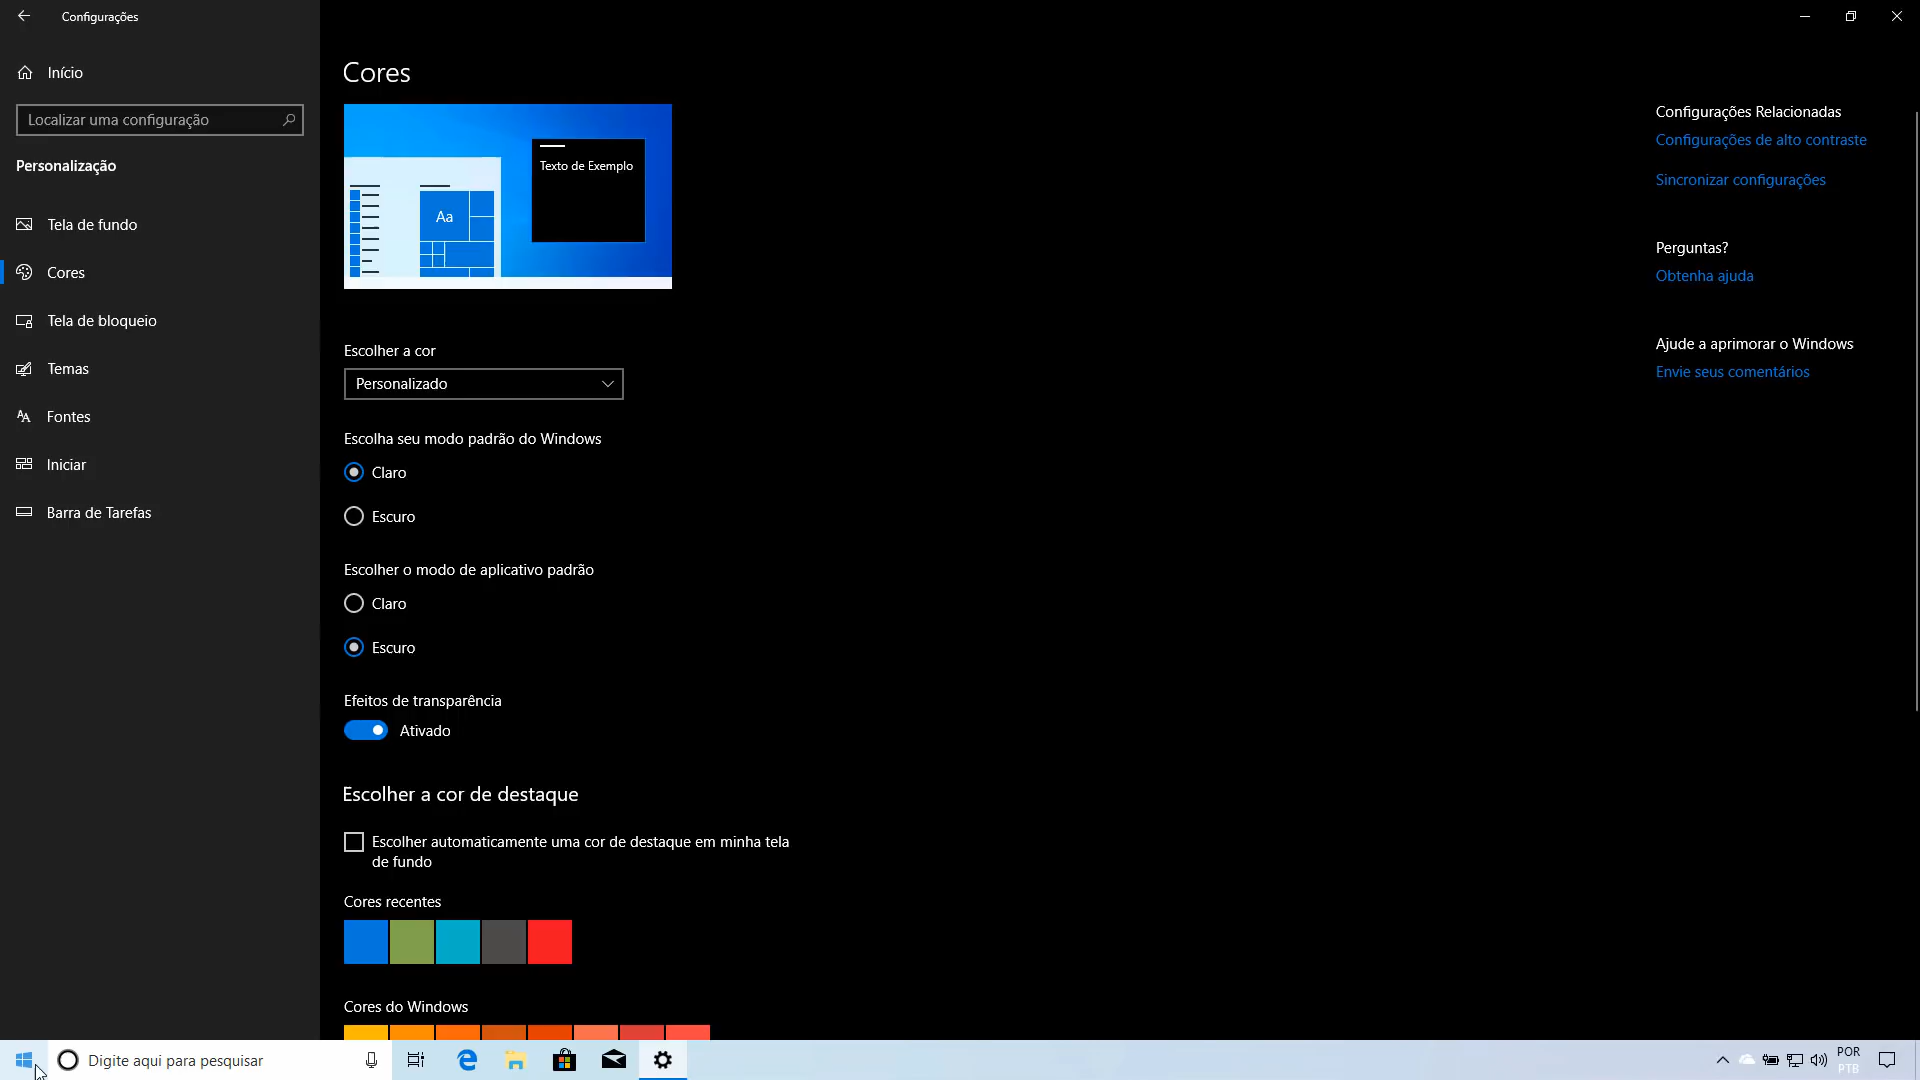 Configurações
Início
Localizar uma configuração
Personalização
Tela de fundo
Cores
Tela de bloqueio
Temas
Fontes
Iniciar
Barra de Tarefas
Cores
Texto de Exemplo
Aa
Escolher a cor
Personalizado
Escolha seu modo padrão do Windows
Claro
Escuro
Escolher o modo de aplicativo padrão
Claro
Escuro
Efeitos de transparência
Ativado
Escolher a cor de destaque
Escolher automaticamente uma cor de destaque em minha tela
de fundo
Cores recentes
Cores do Windows
Configurações Relacionadas
Configurações de alto contraste
Sincronizar configurações
Perguntas?
Obtenha ajuda
Ajude a aprimorar o Windows
Envie seus comentários
Digite aqui para pesquisar
POR
PTB